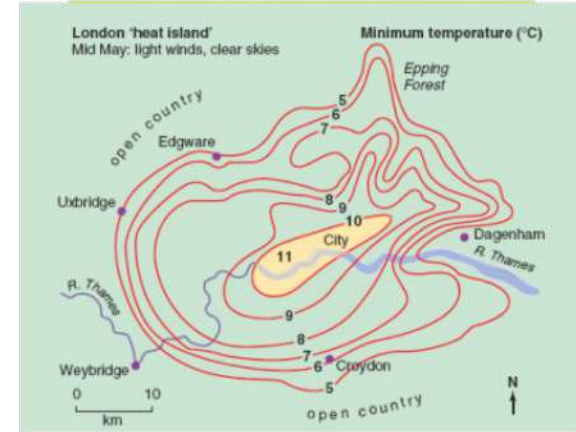 London 'heat island'
Mid May: light winds, clear skies
Minimum temperature (°C)
Epping
Forest
open country
5
6
7
Edgware
Uxbridge
8
9
10
City
11
Dagenham
R. Thames
R. Thames
9
8
7
6
Croydon
5
Weybridge
0 10
km
open country
N